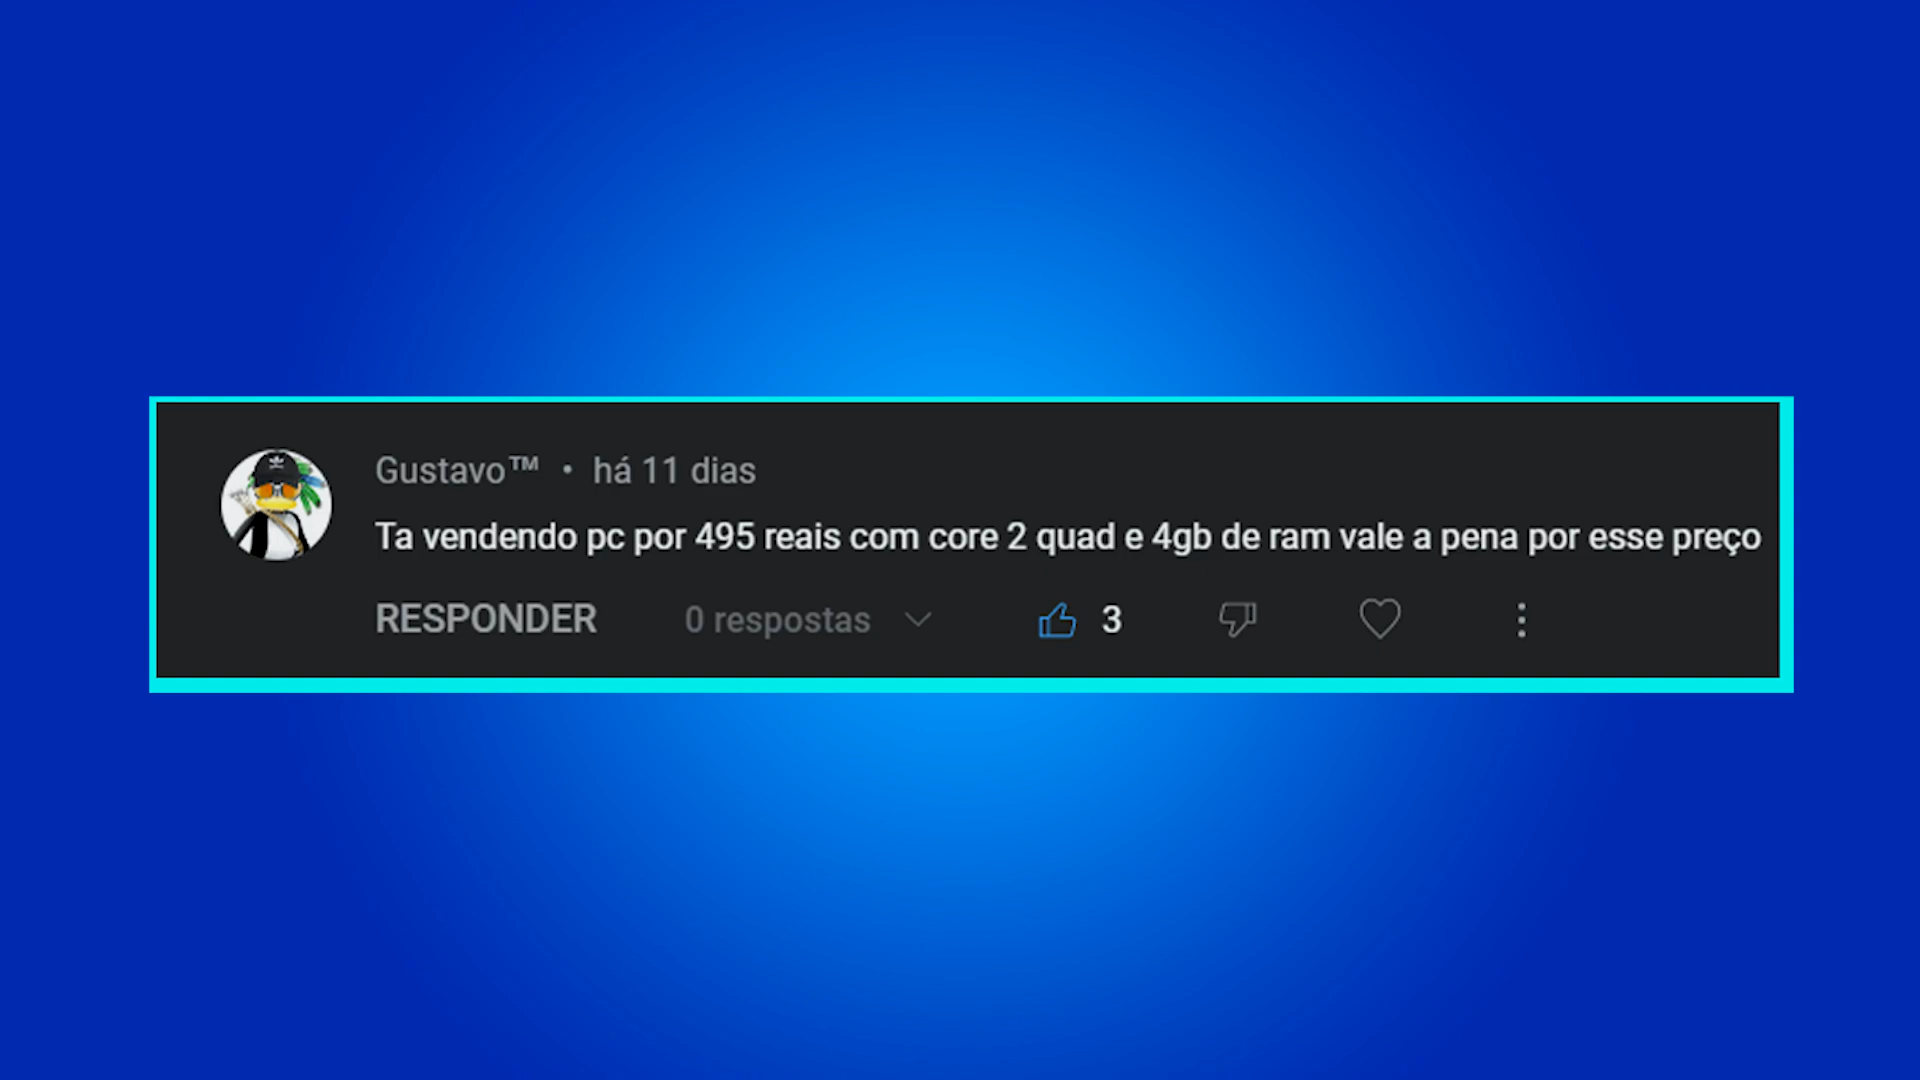 Gustavo™ • há 11 dias
Ta vendendo pc por 495 reais com core 2 quad e 4gb de ram vale a pena por esse preço
RESPONDER 0 respostas 3